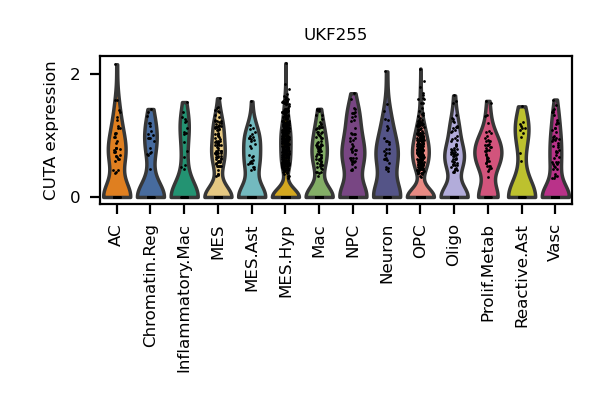 UKF255
CUTA expression
2
0
AC
Chromatin.Reg
Inflammatory.Mac
MES
MES.Ast
MES.Hyp
Mac
NPC
Neuron
OPC
Oligo
Prolif.Metab
Reactive.Ast
Vasc